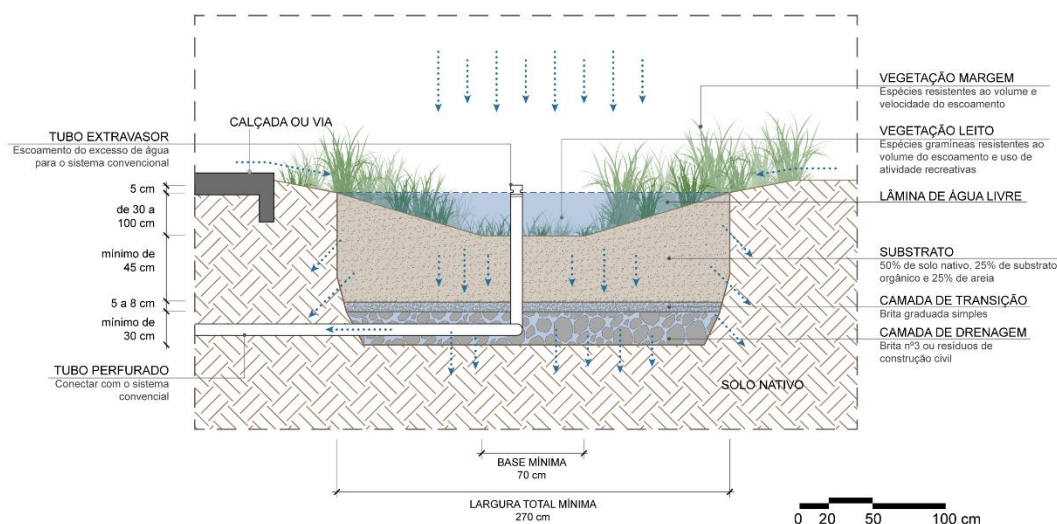 TUBO EXTRAVASOR
Escoamento do excesso de água
para o sistema convencional
CALÇADA OU VIA
5 cm
de 30 a
100 cm
mínimo de
45 cm
5 a 8 cm
mínimo de
30 cm
TUBO PERFURADO
Conectar com o sistema
convencial
VEGETAÇÃO MARGEM
Espécies resistentes ao volume e
velocidade do escoamento
VEGETAÇÃO LEITO
Espécies gramíneas resistentes ao
volume do escoamento e uso de
atividade recreativas
LÂMINA DE ÁGUA LIVRE
SUBSTRATO
50% de solo nativo, 25% de substrato
orgânico e 25% de areia
CAMADA DE TRANSIÇÃO
Brita graduada simples
CAMADA DE DRENAGEM
Brita nº3 ou resíduos de
construção civil
SOLO NATIVO
BASE MÍNIMA
70 cm
LARGURA TOTAL MÍNIMA
270 cm
0 20 50 100 cm